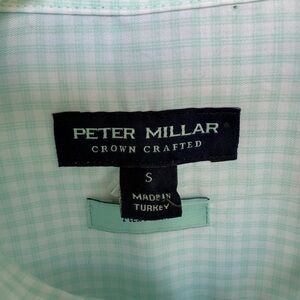 PETER MILLAR
CROWN CRAFTED
S
MADE IN
TURKEY